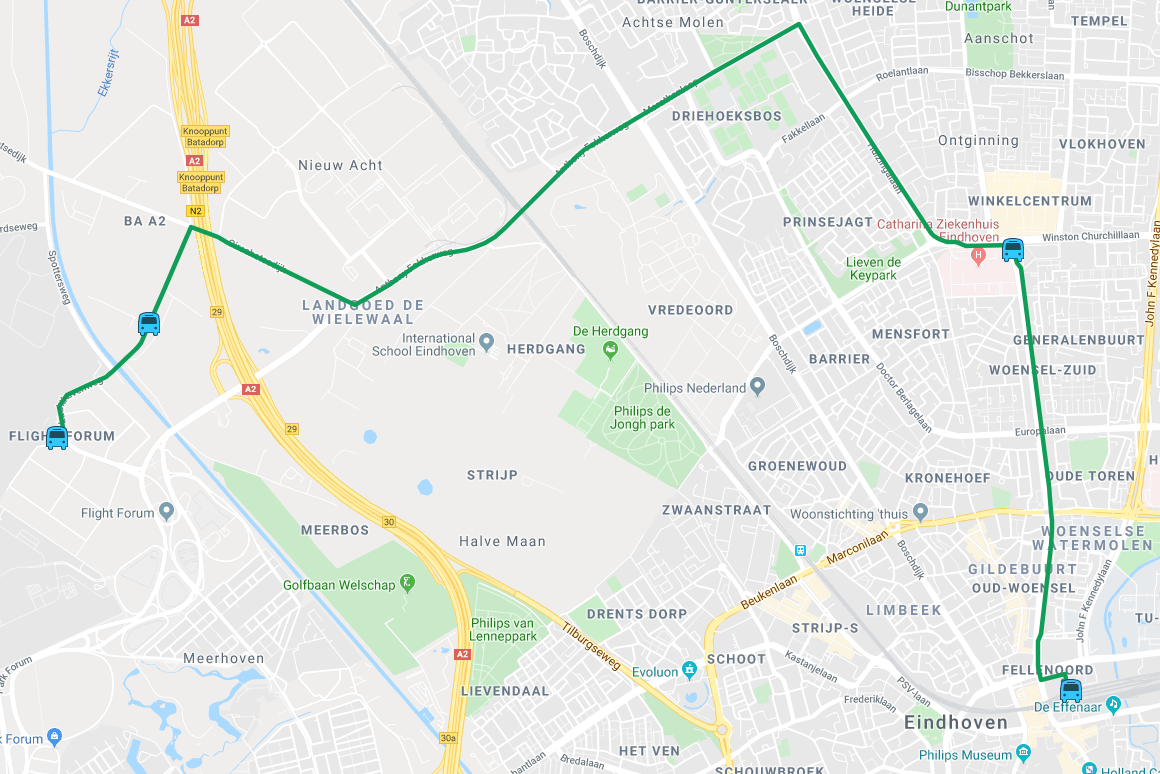 WOENSELSE
HEIDE
Achtse Molen
Dunantpark
TEMPEL
A2
Aanschot
Boschdijk
Ekkersrijt
Roelantlaan
Bisschop Bekkerslaan
Marathonloop
DRIEHOEKSBOS
Fakkellaan
Knooppunt
Batadorp
Anthony Fokkerweg
Ontginning
VLOKHOVEN
A2
Nieuw Acht
Huizingalaan
Knooppunt
Batadorp
WINKELCENTRUM
N2
BA A2
PRINSEJAGT
Catharina Ziekenhuis
Eindhoven
H
Winston Churchilllaan
John F Kennedylaan
Spottersweg
Anthony Fokkerweg
Lieven de
Keypark
LANDGOED DE
WIELEWAAL
29
VREDEOORD
De Herdgang
MENSFORT
International
School Eindhoven
HERDGANG
GENERALENBUURT
Boschdijk
BARRIER
WOENSEL-ZUID
A2
Philips Nederland
Doctor Berlagelaan
Philips de
Jongh park
29
Europalaan
FLIGHT FORUM
GROENEWOUD
STRIJP
KRONEHOEF
OUDE TOREN
Flight Forum
ZWAANSTRAAT
Woonstichting 'thuis
MEERBOS
30
Halve Maan
Marconilaan
WOENSELSE
WATERMOLEN
Boschdijk
GILDEBUURT
OUD-WOENSEL
Golfbaan Welschap
Beukenlaan
John F Kennedylaan
LIMBEEK
DRENTS DORP
Philips van
Lenneppark
STRIJP-S
TU-
Tilburgseweg
A2
Meerhoven
SCHOOT
Kastanjelaan
Evoluon
FELLENOORD
PSV-laan
LIEVENDAAL
Frederiklaan
De Effenaar
Eindhoven
30a
Forum
HET VEN
Philips Museum
Bredalaan
SCHOUWBROEK